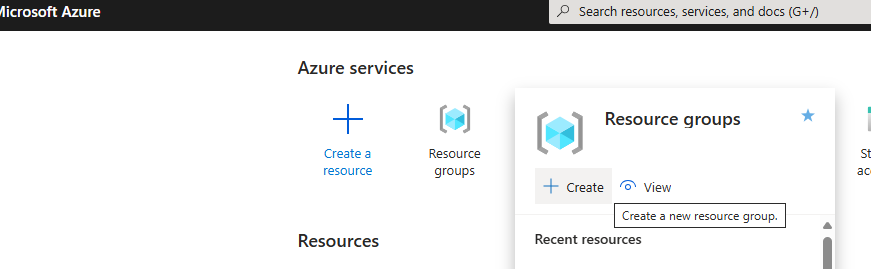 Microsoft Azure
Search resources, services, and docs (G+/)
Azure services
Create a
resource
Resource
groups
Resource groups
Create
View
Create a new resource group.
Recent resources
Resources